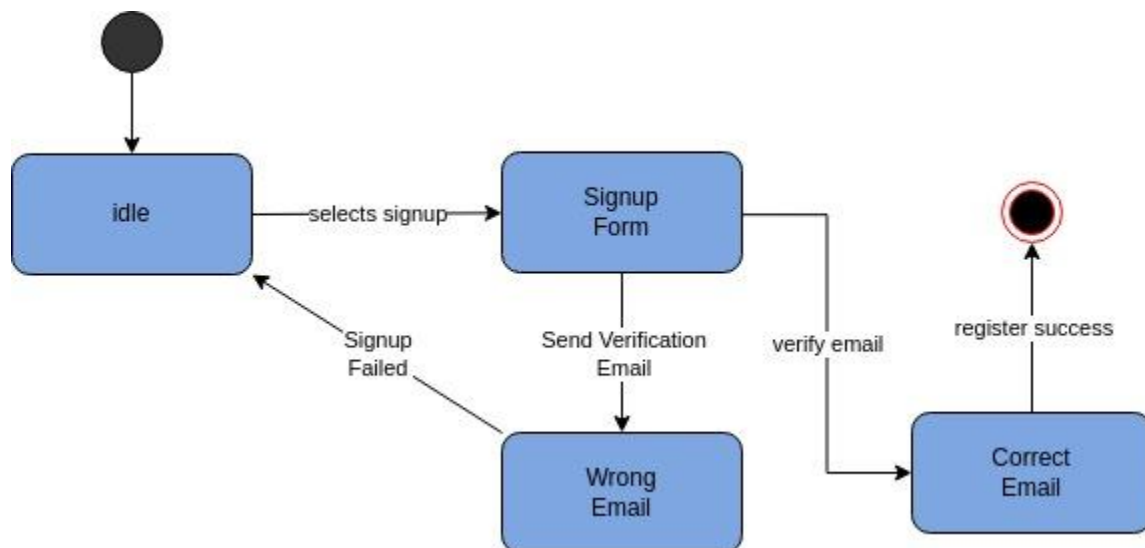 idle
selects signup
Signup
Form
Signup
Failed
Send Verification
Email
verify email
register success
Wrong
Email
Correct
Email